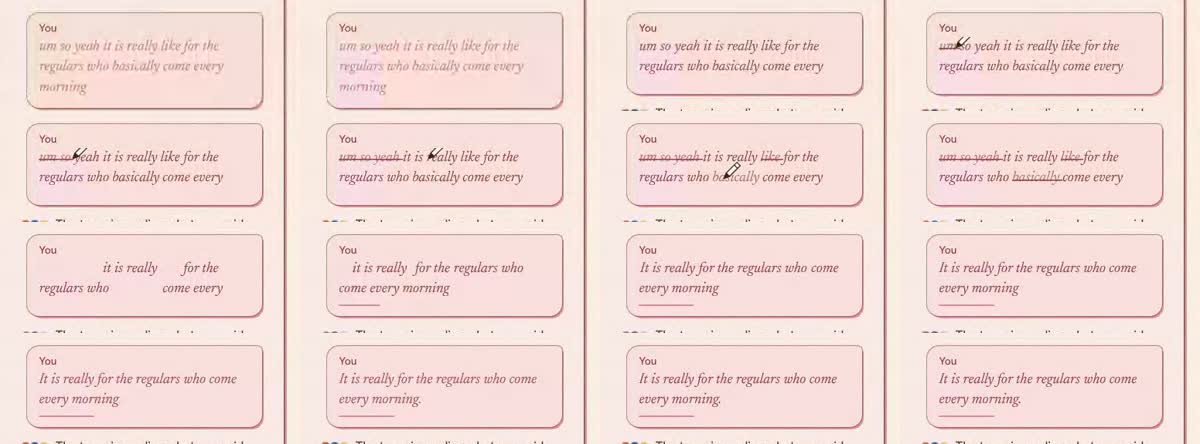 You
um so yeah it is really like for the
regulars who basically come every
morning
You
um so yeah it is really like for the
regulars who basically come every
morning
You
um so yeah it is really like for the
regulars who basically come every
You
um so yeah it is really like for the
regulars who basically come every
You
um so yeah it is really like for the
regulars who basically come every
You
um so yeah it is really like for the
regulars who basically come every
You
um so yeah it is really like for the
regulars who basically come every
You
um so yeah it is really like for the
regulars who basically come every
You
it is really for the
regulars who come every
You
it is really for the regulars who
come every morning
You
It is really for the regulars who come
every morning
You
It is really for the regulars who come
every morning
You
It is really for the regulars who come
every morning
You
It is really for the regulars who come
every morning.
You
It is really for the regulars who come
every morning.
You
It is really for the regulars who come
every morning.